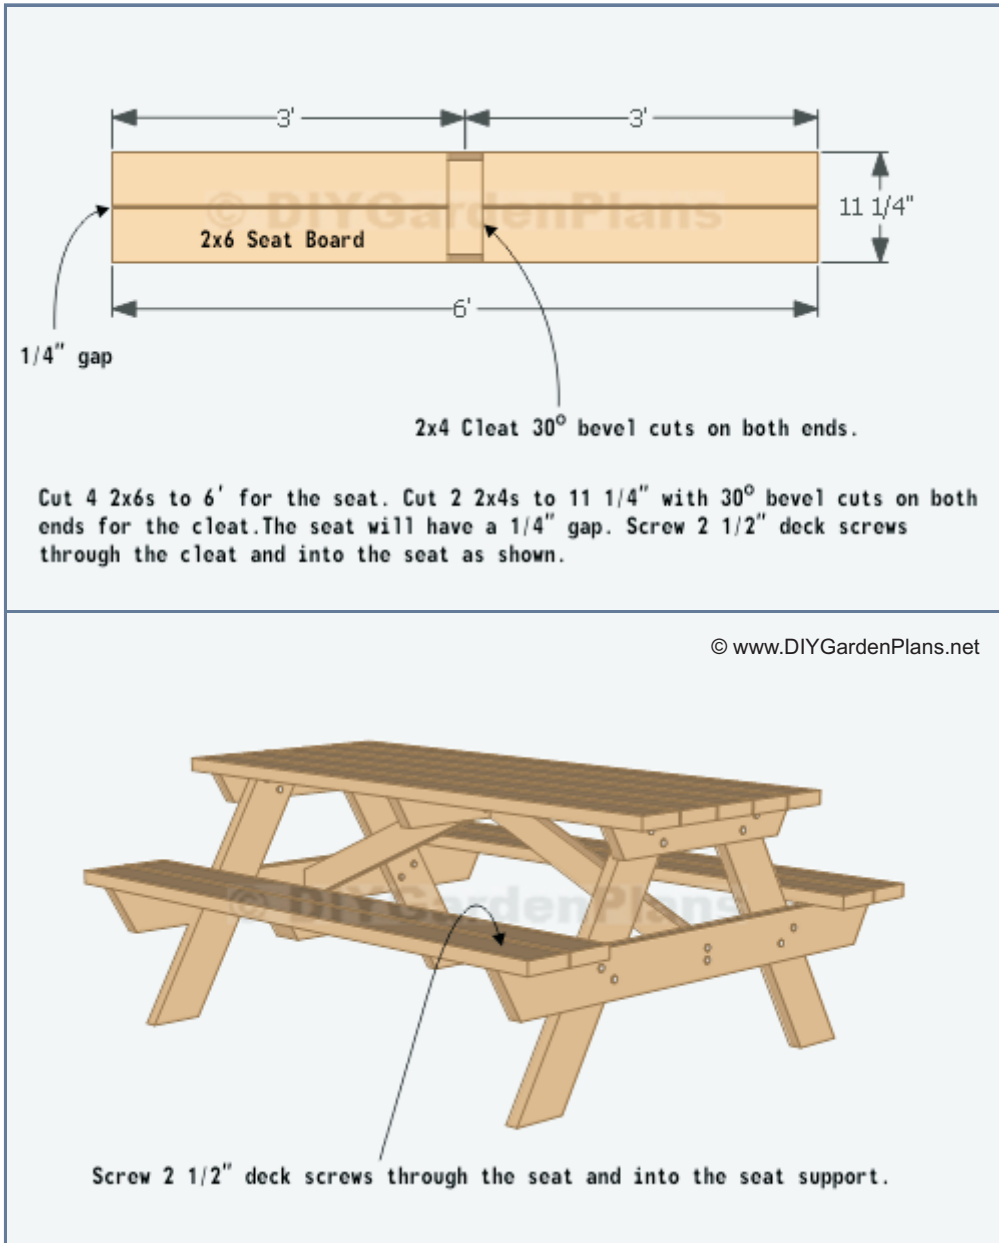 3' 3'
11 1/4"
© DIYGardenPlans
2x6 Seat Board
6'
1/4" gap
2x4 Cleat 30° bevel cuts on both ends.
Cut 4 2x6s to 6' for the seat. Cut 2 2x4s to 11 1/4" with 30° bevel cuts on both
ends for the cleat.The seat will have a 1/4" gap. Screw 2 1/2" deck screws
through the cleat and into the seat as shown.
© www.DIYGardenPlans.net
© DIYGardenPlans
Screw 2 1/2" deck screws through the seat and into the seat support.